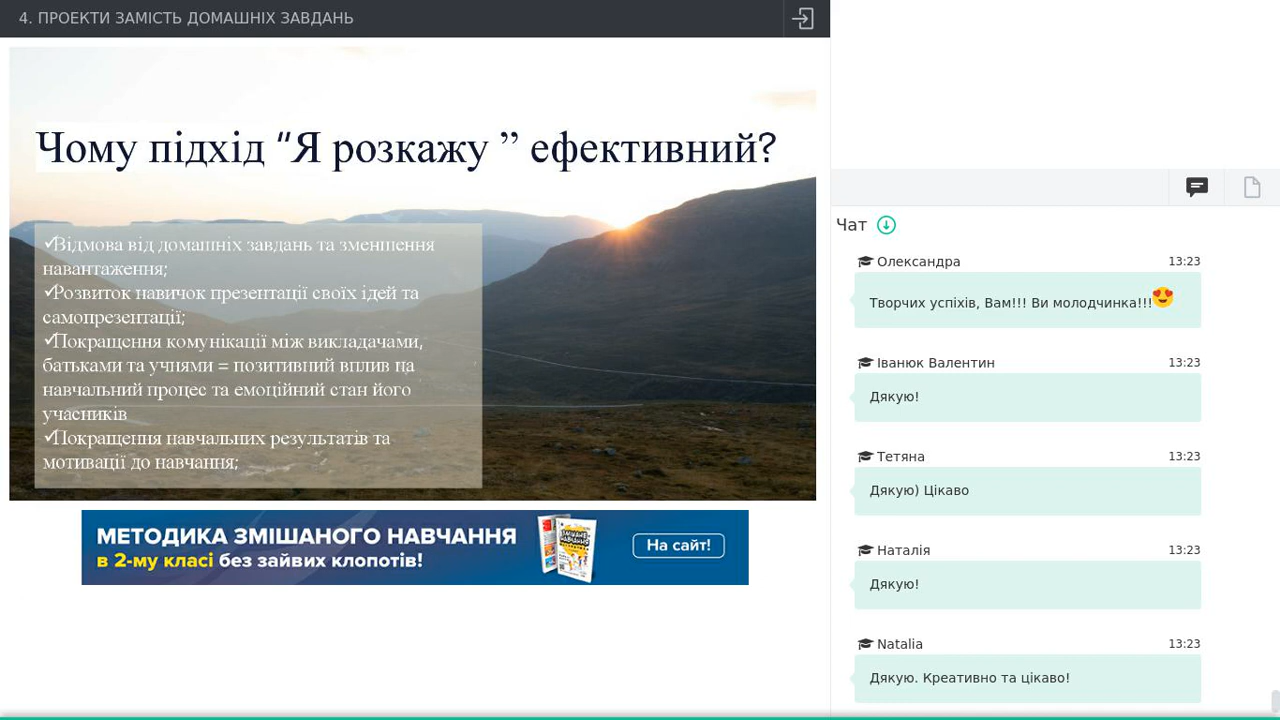 4. ПРОЕКТИ ЗАМІСТЬ ДОМАШНІХ ЗАВДАНЬ
Чому підхід “Я розкажу ” ефективний?
✓Відмова від домашніх завдань та зменшення
навантаження;
✓Розвиток навичок презентації своїх ідей та
самопрезентації;
✓Покращення комунікації між викладачами,
батьками та учнями = позитивний вплив на
навчальний процес та емоційний стан його
учасників
✓Покращення навчальних результатів та
мотивації до навчання;
МЕТОДИКА ЗМІШАНОГО НАВЧАННЯ
в 2-му класі без зайвих клопотів!
На сайт!
Чат
Олександра 13:23
Творчих успіхів, Вам!!! Ви молодчинка!!!😍
Іванюк Валентин 13:23
Дякую!
Тетяна 13:23
Дякую) Цікаво
Наталія 13:23
Дякую!
Natalia 13:23
Дякую. Креативно та цікаво!